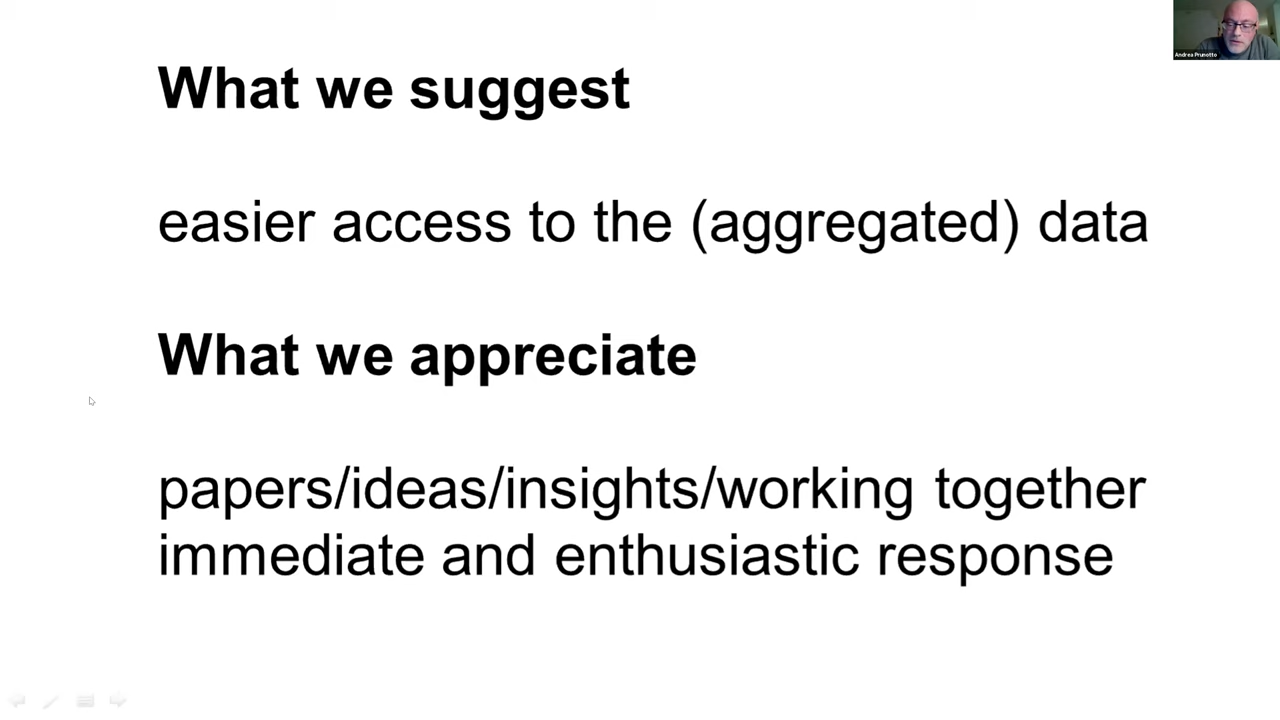 Andrea Prunotto
What we suggest
easier access to the (aggregated) data
What we appreciate
papers/ideas/insights/working together
immediate and enthusiastic response